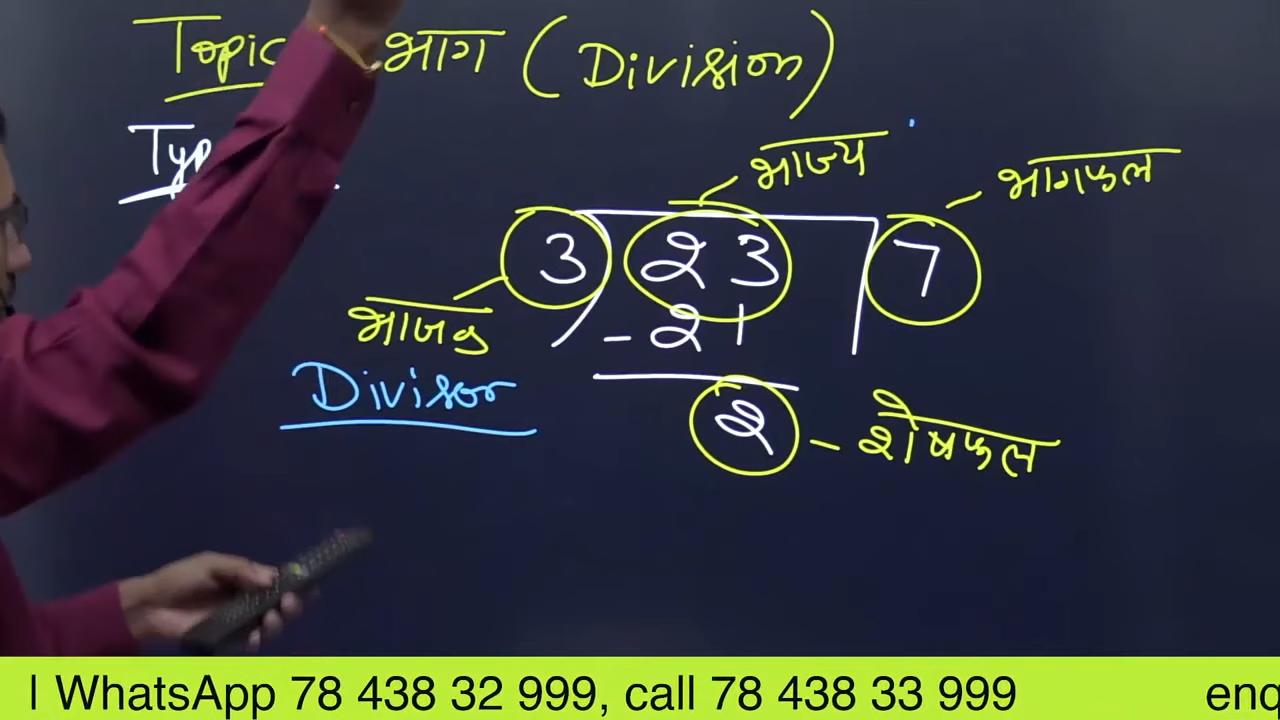 Topic भाग (Division)
भाज्य
भागफल
3 23 7
भाजक
- 21
Divisor
2 - शेषफल
I WhatsApp 78 438 32 999, call 78 438 33 999